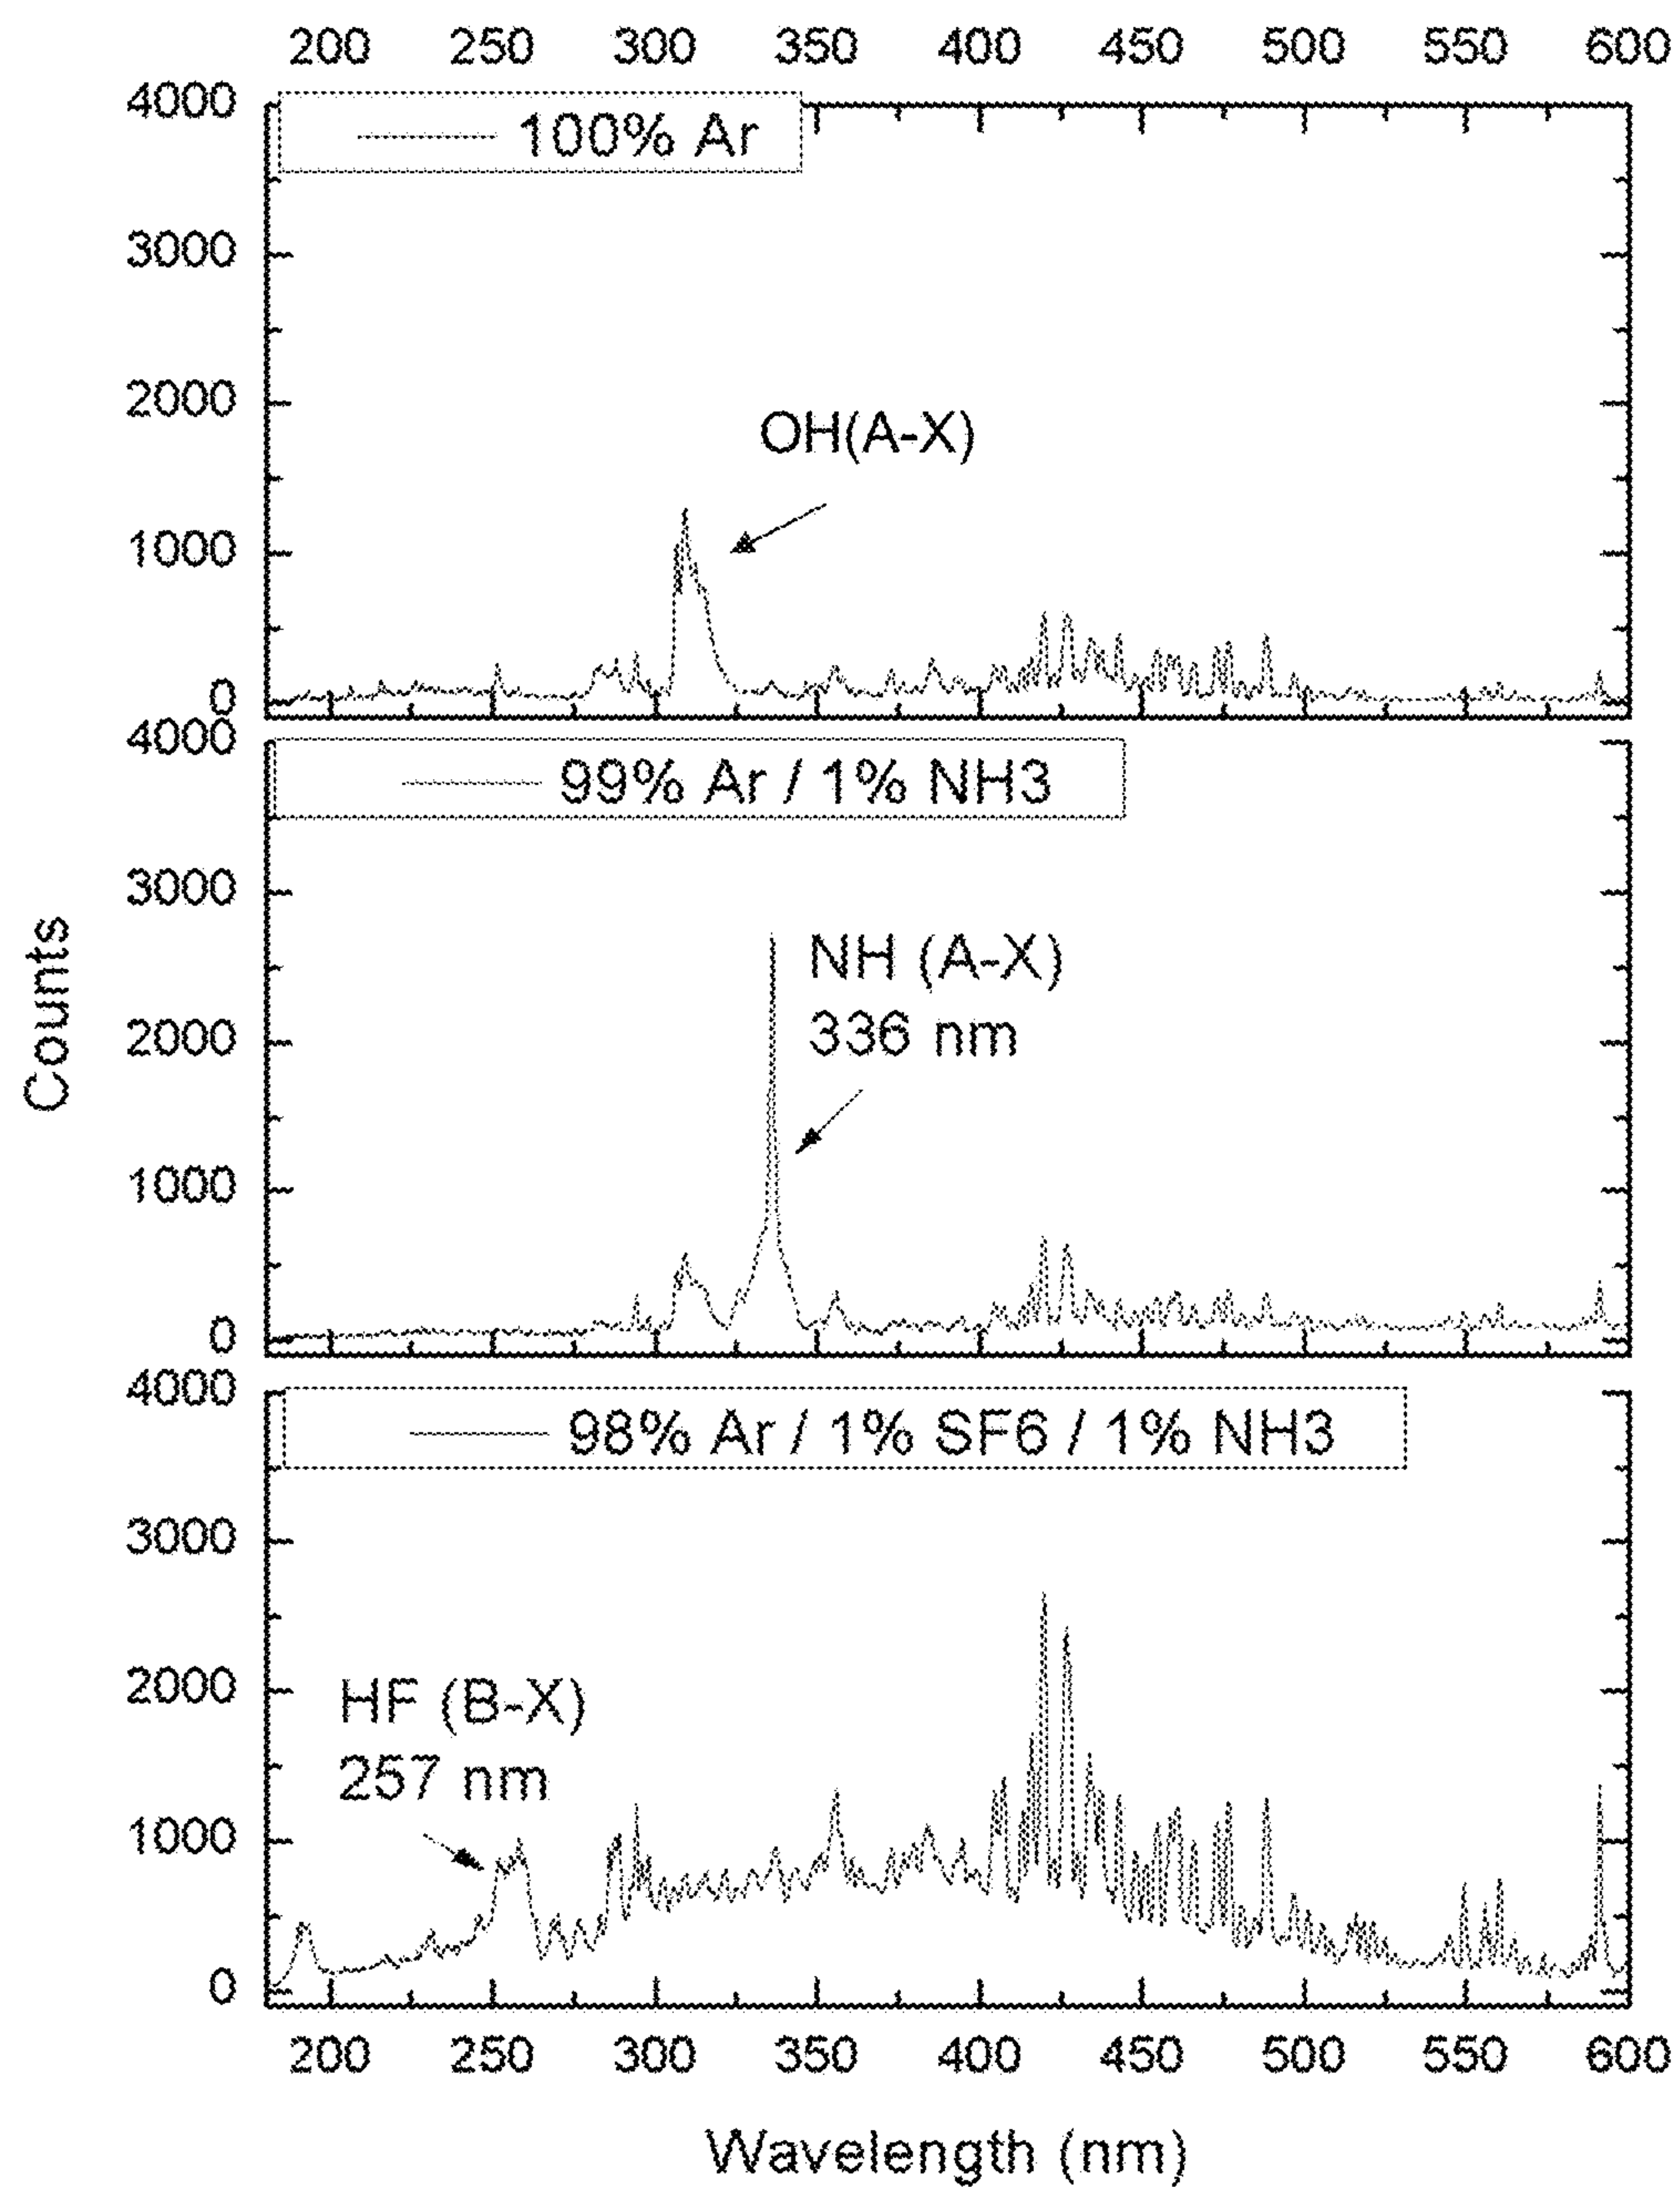 200 250 300 350 400 450 500 550 600
4000
100% Ar
3000
2000
OH(A-X)
1000
0
4000
99% Ar / 1% NH3
3000
NH (A-X)
2000
336 nm
Counts
1000
0
4000
98% Ar / 1% SF6 / 1% NH3
3000
2000
HF (B-X)
257 nm
1000
0
200 250 300 350 400 450 500 550 600
Wavelength (nm)